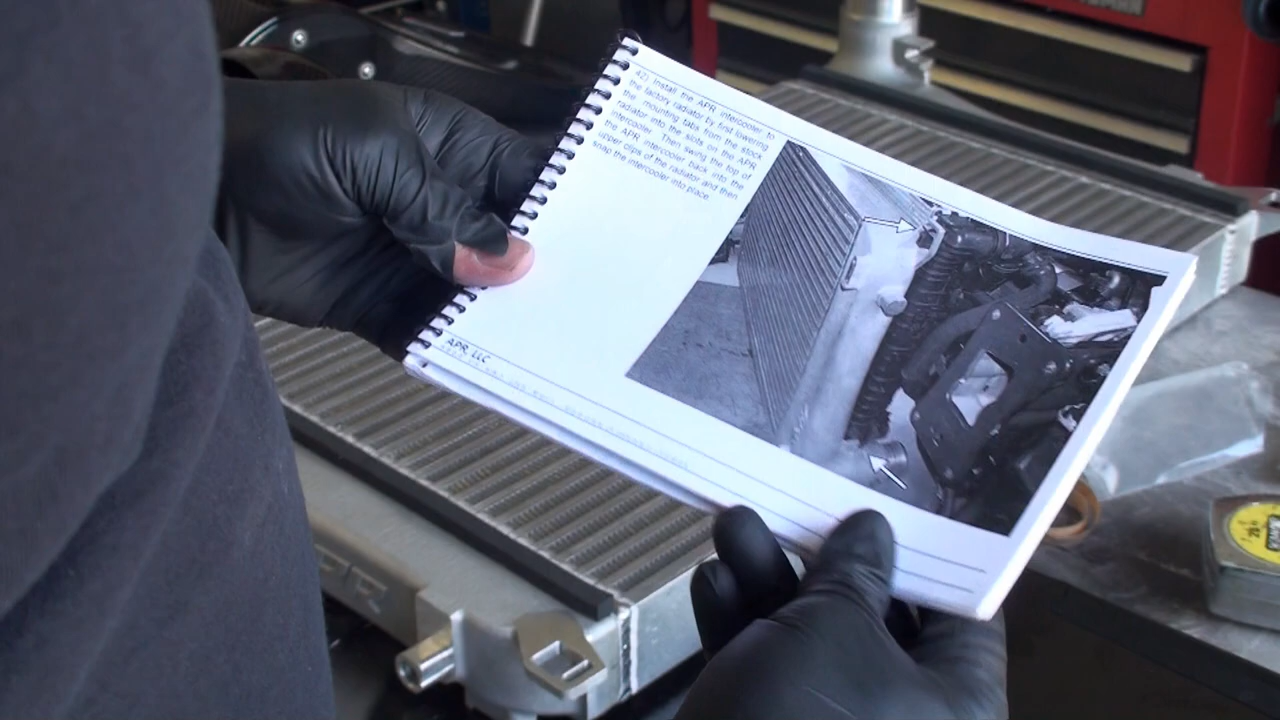 42) Install the APR intercooler to
the factory radiator by first lowering
the mounting tabs from the stock
radiator into the slots on the APR
intercooler. Then swing the top of
the APR intercooler back into the
upper clips of the radiator and then
snap the intercooler into place.
APR, LLC